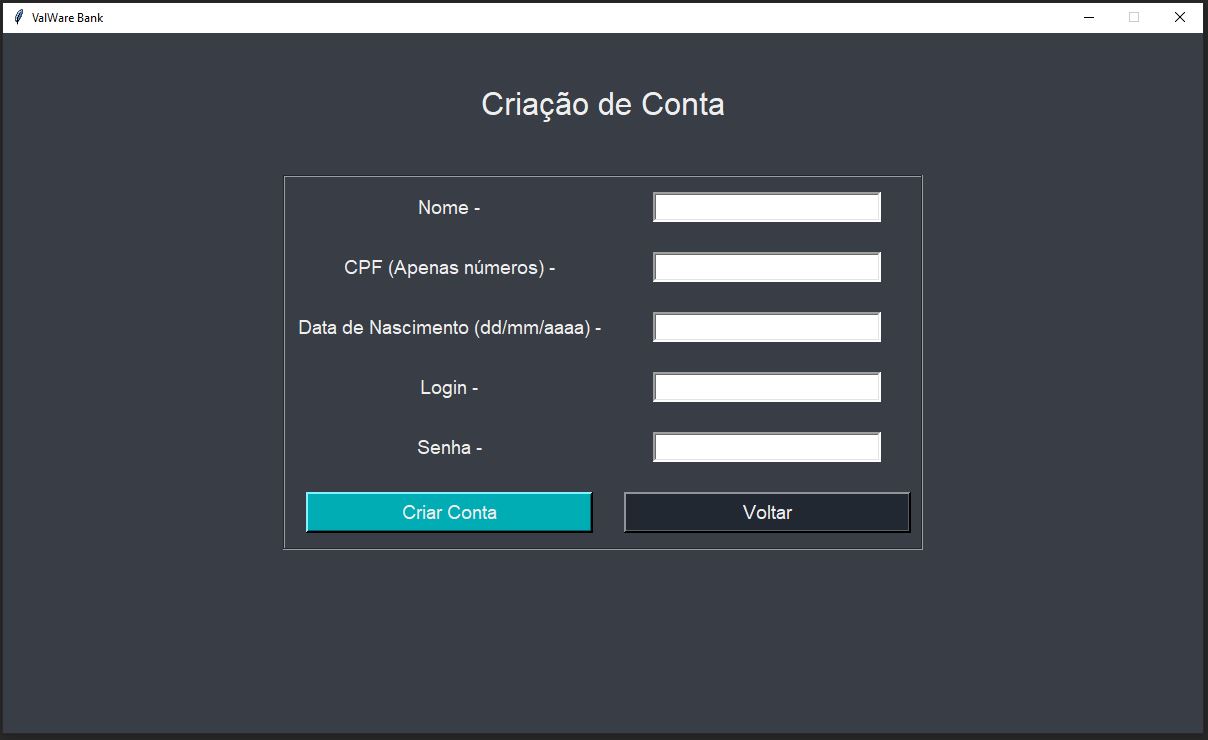 ValWare Bank
Criação de Conta
Nome -
CPF (Apenas números) -
Data de Nascimento (dd/mm/aaaa) -
Login -
Senha -
Criar Conta
Voltar